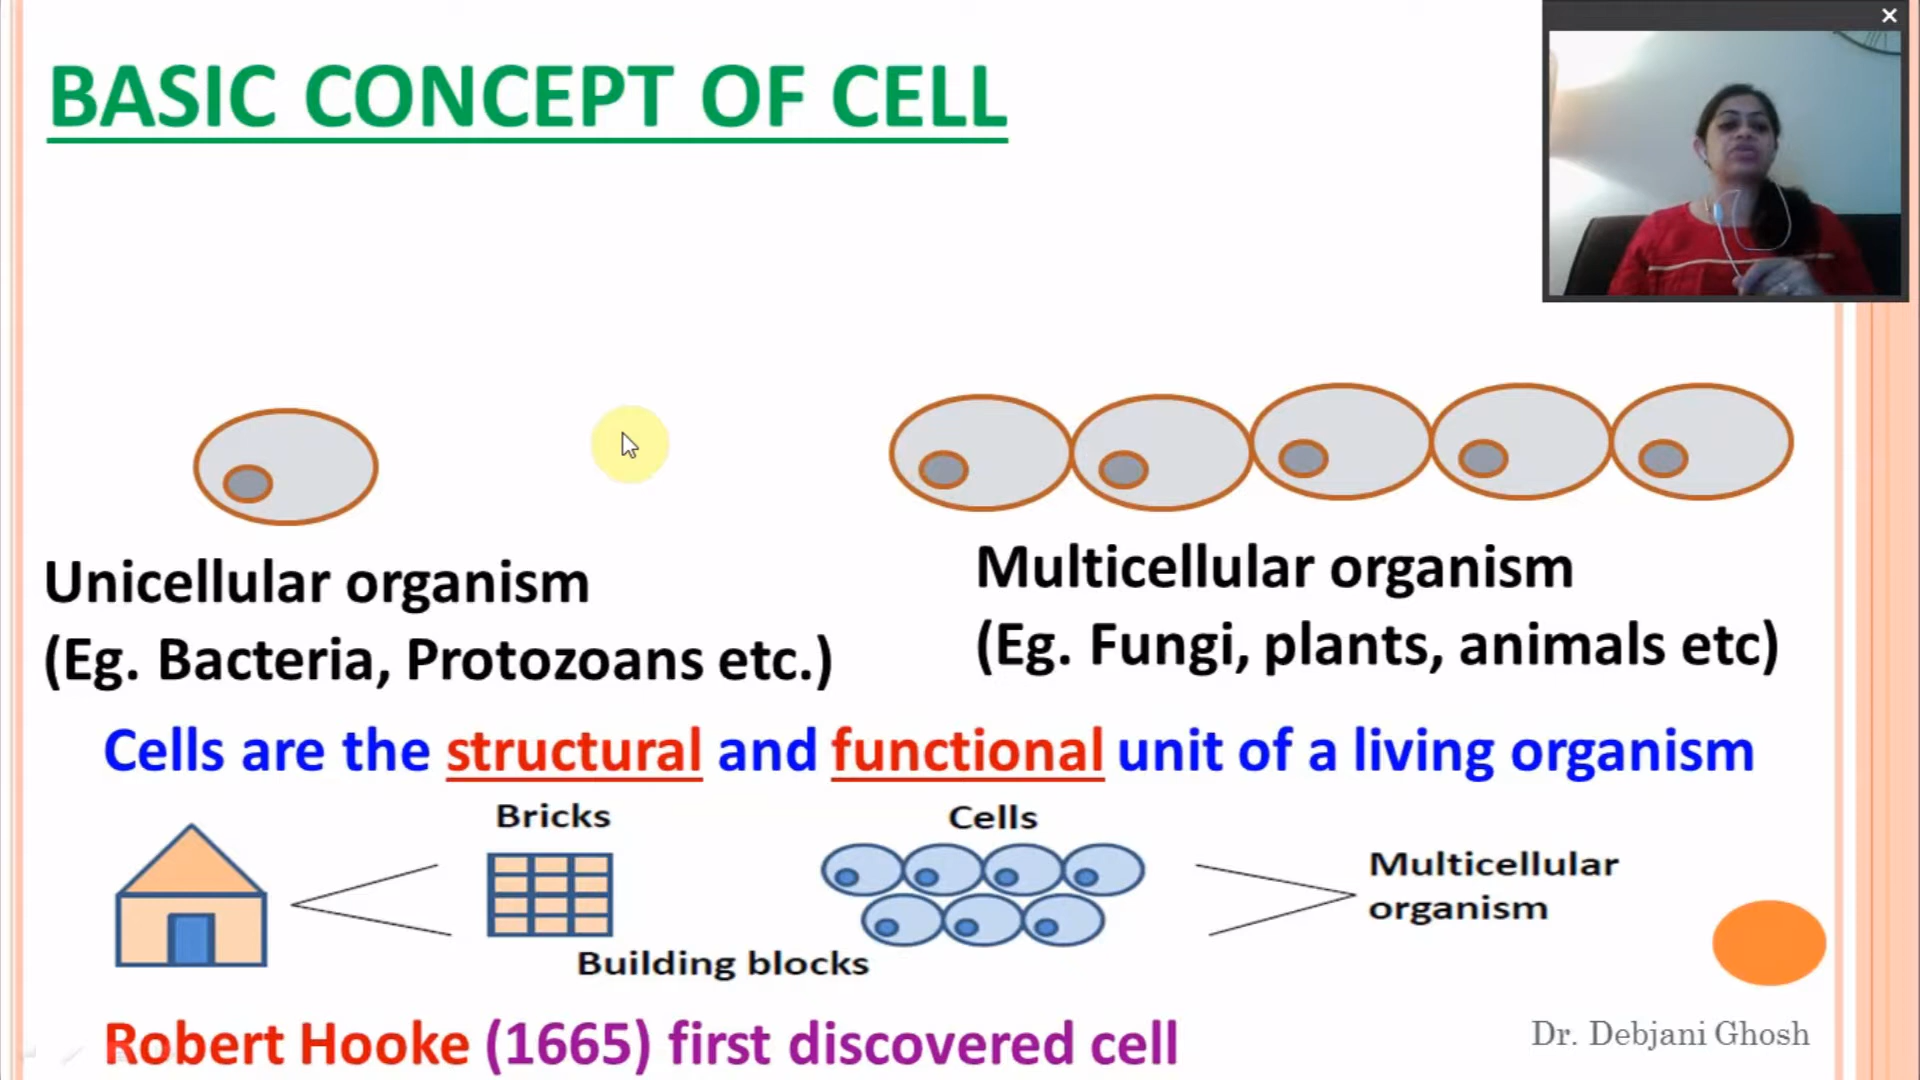 BASIC CONCEPT OF CELL
Unicellular organism
(Eg. Bacteria, Protozoans etc.)
Multicellular organism
(Eg. Fungi, plants, animals etc)
Cells are the structural and functional unit of a living organism
Bricks
Cells
Multicellular
organism
Building blocks
Robert Hooke (1665) first discovered cell
Dr. Debjani Ghosh